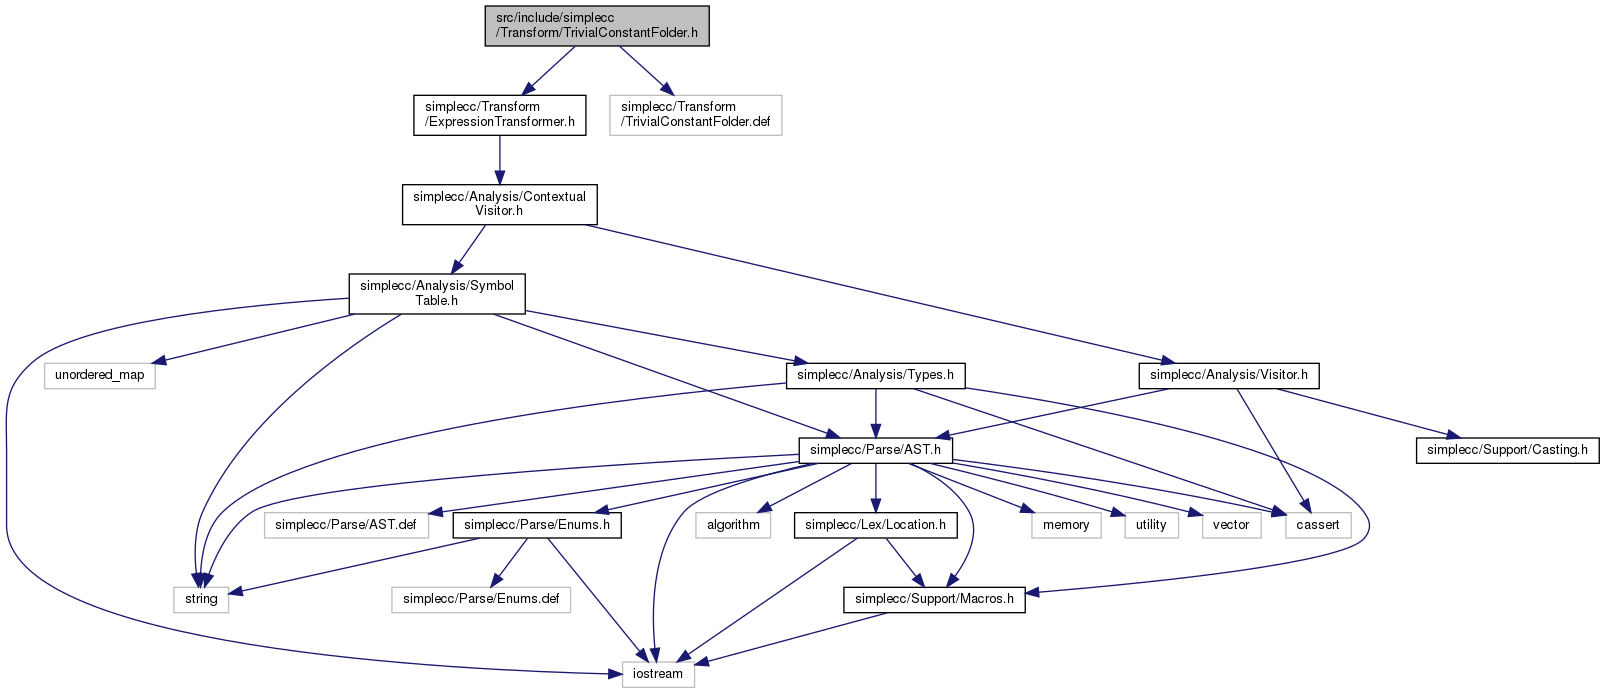 src/include/simplecc
/Transform/TrivialConstantFolder.h
simplecc/Transform
/ExpressionTransformer.h
simplecc/Transform
/TrivialConstantFolder.def
simplecc/Analysis/Contextual
Visitor.h
simplecc/Analysis/Symbol
Table.h
unordered_map
simplecc/Analysis/Types.h
simplecc/Analysis/Visitor.h
simplecc/Parse/AST.h
simplecc/Support/Casting.h
simplecc/Parse/AST.def
simplecc/Parse/Enums.h
algorithm
simplecc/Lex/Location.h
memory
utility
vector
cassert
string
simplecc/Parse/Enums.def
simplecc/Support/Macros.h
iostream